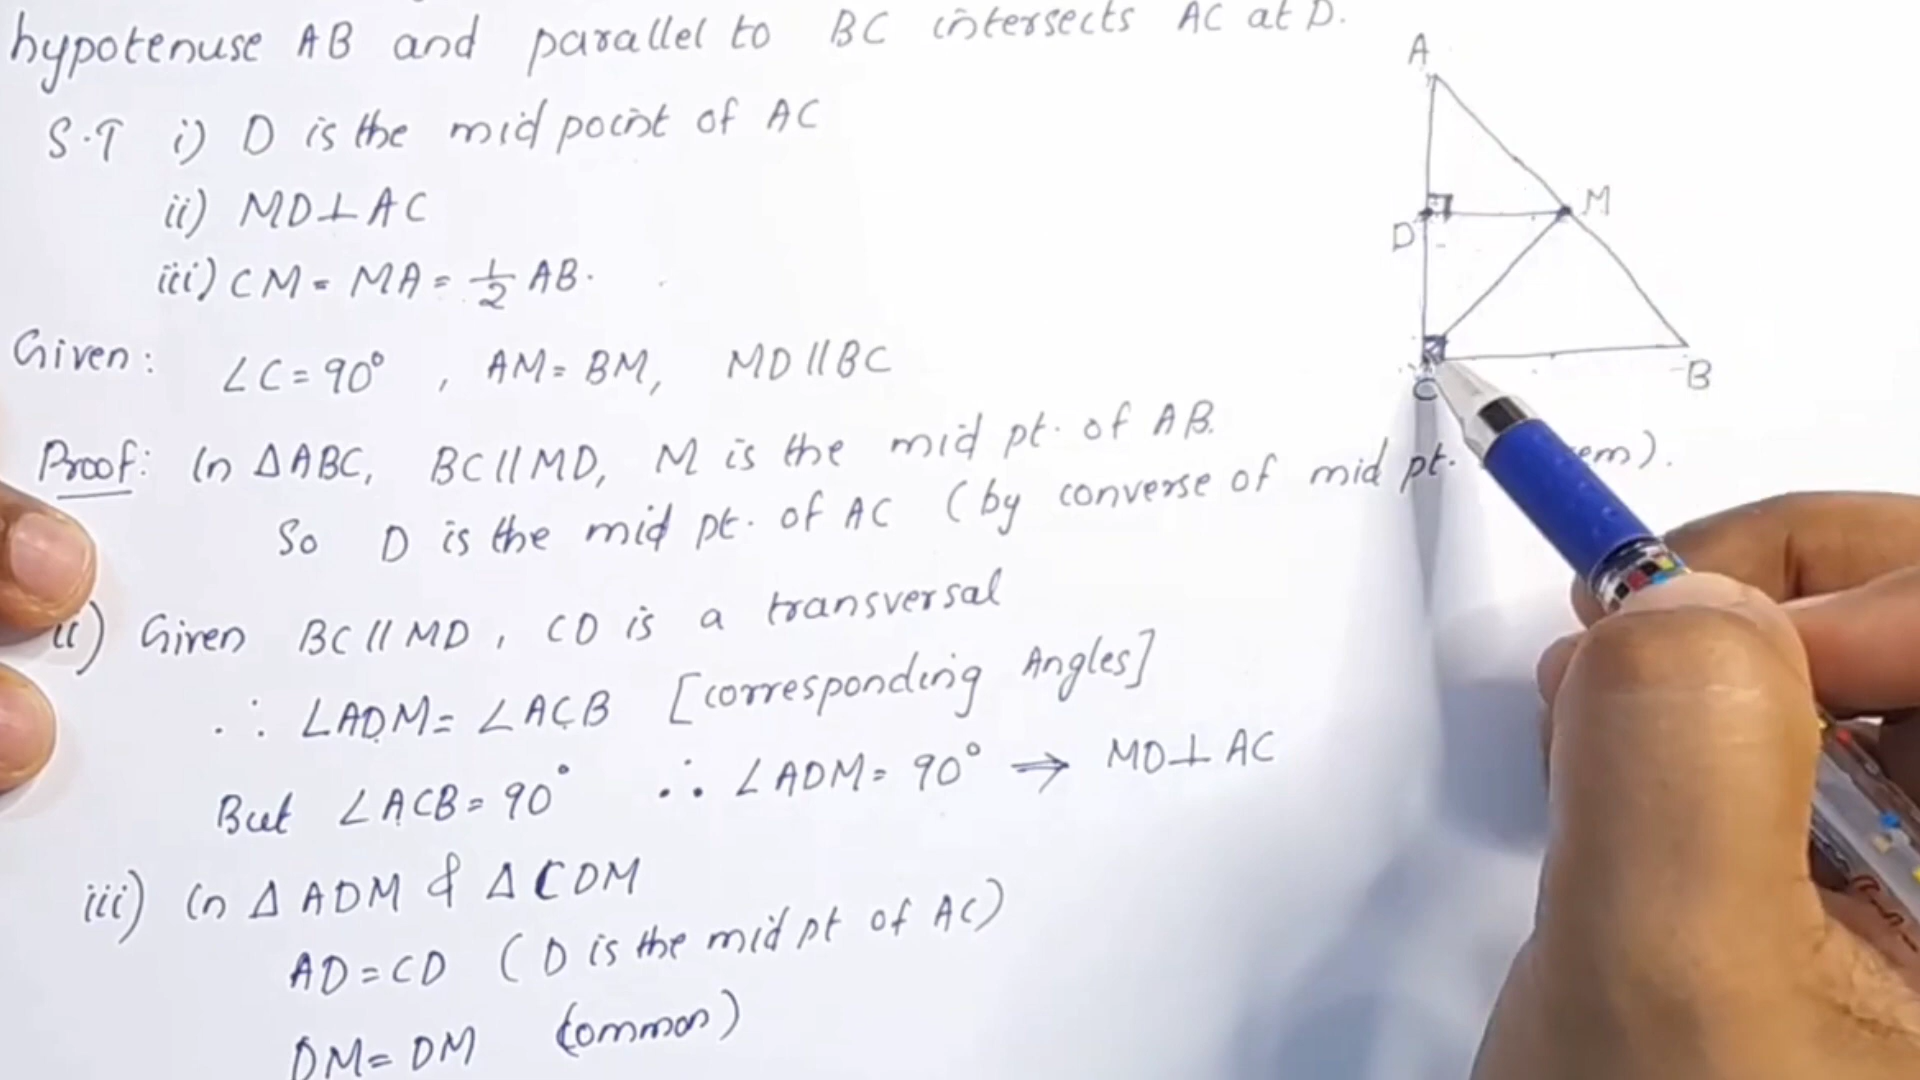 hypotenuse AB and parallel to BC intersects AC at D.
S.T i) D is the mid point of AC
ii) MD⊥AC
iii) CM = MA = 1/2 AB.
Given: ∠C = 90°, AM = BM, MD // BC
Proof: In ΔABC, BC//MD, M is the mid pt. of AB.
So D is the mid pt. of AC (by converse of mid pt.
ii) Given BC // MD, CD is a transversal
∴ ∠ADM = ∠ACB [corresponding Angles]
But ∠ACB = 90° ∴ ∠ADM = 90° ⇒ MD⊥AC
iii) In Δ ADM & Δ CDM
AD = CD (D is the mid pt of AC)
DM = DM (common)
A
M
D
C
B